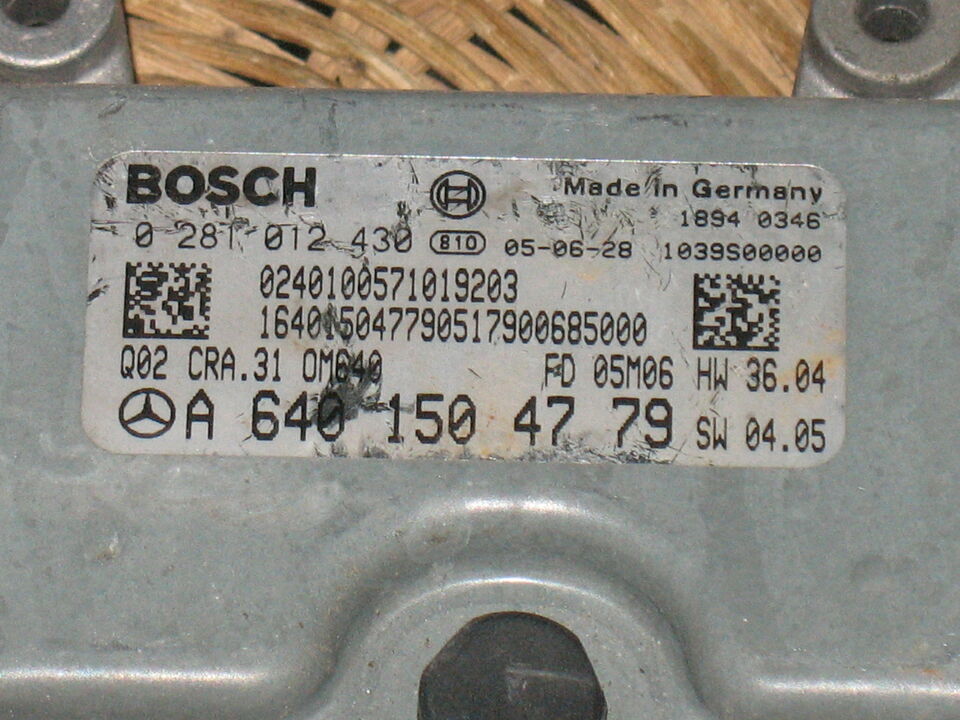 BOSCH Made in Germany
1894 0346
0 281 012 430 810 05-06-28 1039S00000
0240100571019203
164015047790517900685000
Q02 CRA.31 OM640 FD 05M06 HW 36.04
A 640 150 47 79 SW 04.05